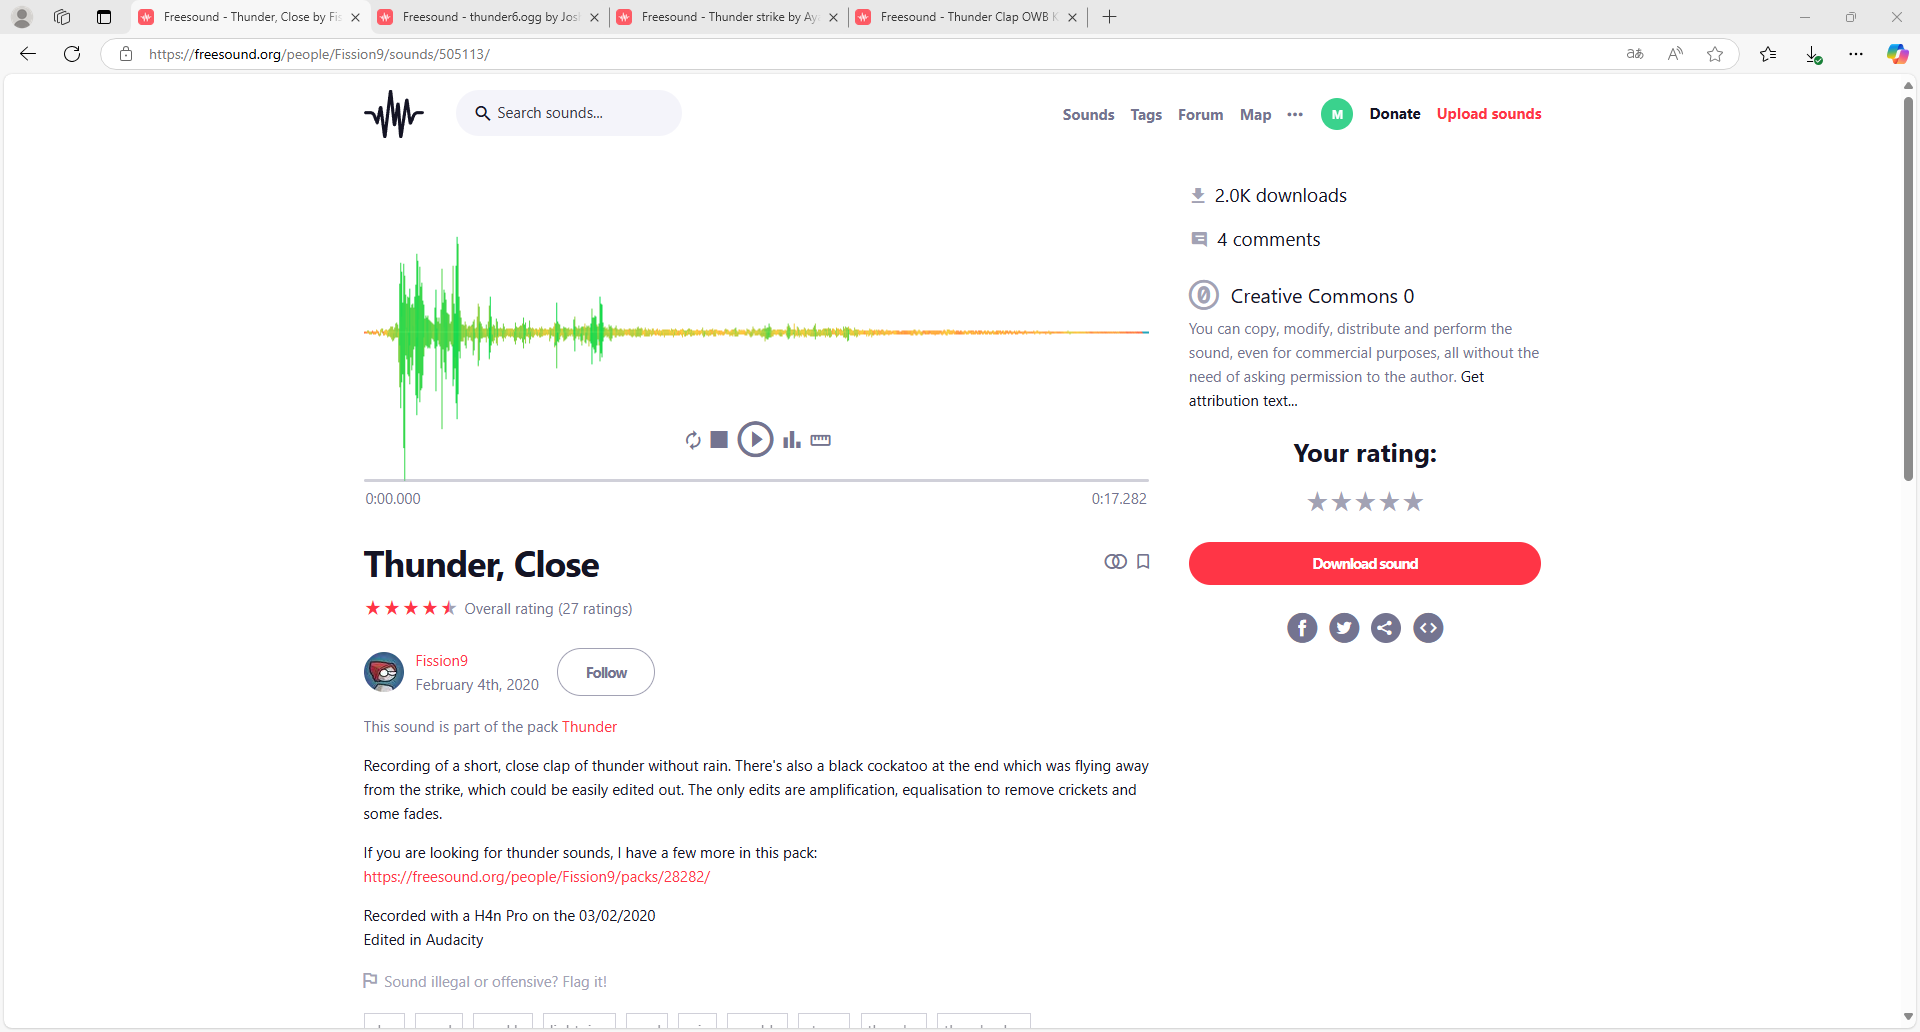 Freesound - Thunder, Close by Fis
Freesound - thunder6.ogg by Josh
Freesound - Thunder strike by Aya
Freesound - Thunder Clap OWB K
https://freesound.org/people/Fission9/sounds/505113/
Search sounds...
Sounds Tags Forum Map ••• M Donate Upload sounds
2.0K downloads
4 comments
Creative Commons 0
You can copy, modify, distribute and perform the
sound, even for commercial purposes, all without the
need of asking permission to the author. Get
attribution text...
Your rating:
0:00.000 0:17.282
Download sound
Thunder, Close
Overall rating (27 ratings)
Fission9
February 4th, 2020
Follow
This sound is part of the pack Thunder
Recording of a short, close clap of thunder without rain. There's also a black cockatoo at the end which was flying away
from the strike, which could be easily edited out. The only edits are amplification, equalisation to remove crickets and
some fades.
If you are looking for thunder sounds, I have a few more in this pack:
https://freesound.org/people/Fission9/packs/28282/
Recorded with a H4n Pro on the 03/02/2020
Edited in Audacity
Sound illegal or offensive? Flag it!